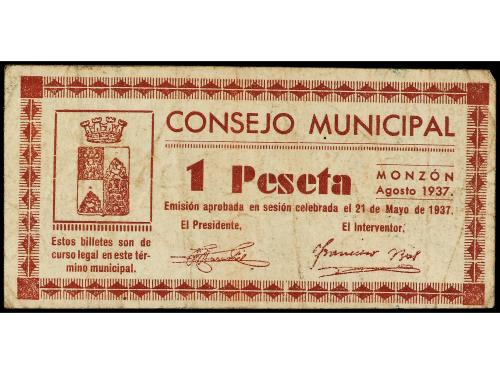 CONSEJO MUNICIPAL
1 Peseta
MONZÓN
Agosto 1937.
Emisión aprobada en sesión celebrada el 21 de Mayo de 1937.
El Presidente,
El Interventor.
Estos billetes son de
curso legal en este tér-
mino municipal.
Francisco